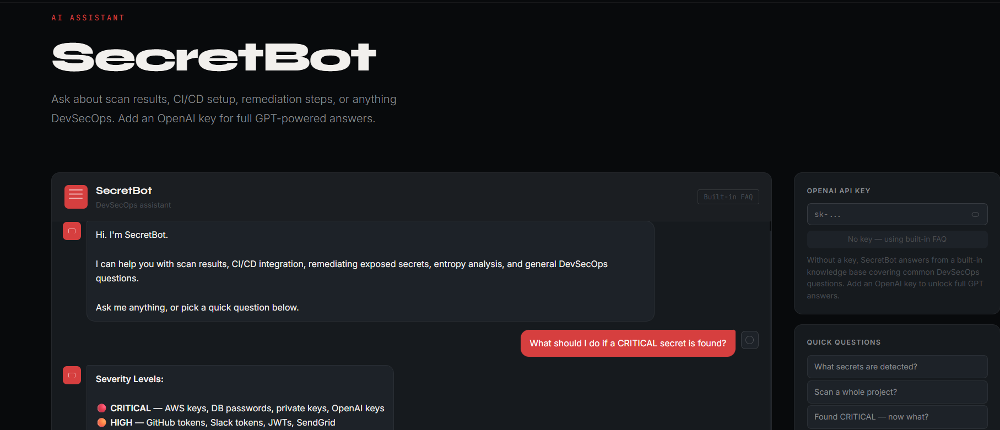 AI ASSISTANT
SecretBot
Ask about scan results, CI/CD setup, remediation steps, or anything
DevSecOps. Add an OpenAI key for full GPT-powered answers.
SecretBot
DevSecOps assistant
Built-in FAQ
Hi. I'm SecretBot.
I can help you with scan results, CI/CD integration, remediating exposed secrets, entropy analysis, and general DevSecOps
questions.
Ask me anything, or pick a quick question below.
What should I do if a CRITICAL secret is found?
Severity Levels:
CRITICAL — AWS keys, DB passwords, private keys, OpenAI keys
HIGH — GitHub tokens, Slack tokens, JWTs, SendGrid
OPENAI API KEY
sk-...
No key — using built-in FAQ
Without a key, SecretBot answers from a built-in
knowledge base covering common DevSecOps
questions. Add an OpenAI key to unlock full GPT
answers.
QUICK QUESTIONS
What secrets are detected?
Scan a whole project?
Found CRITICAL — now what?